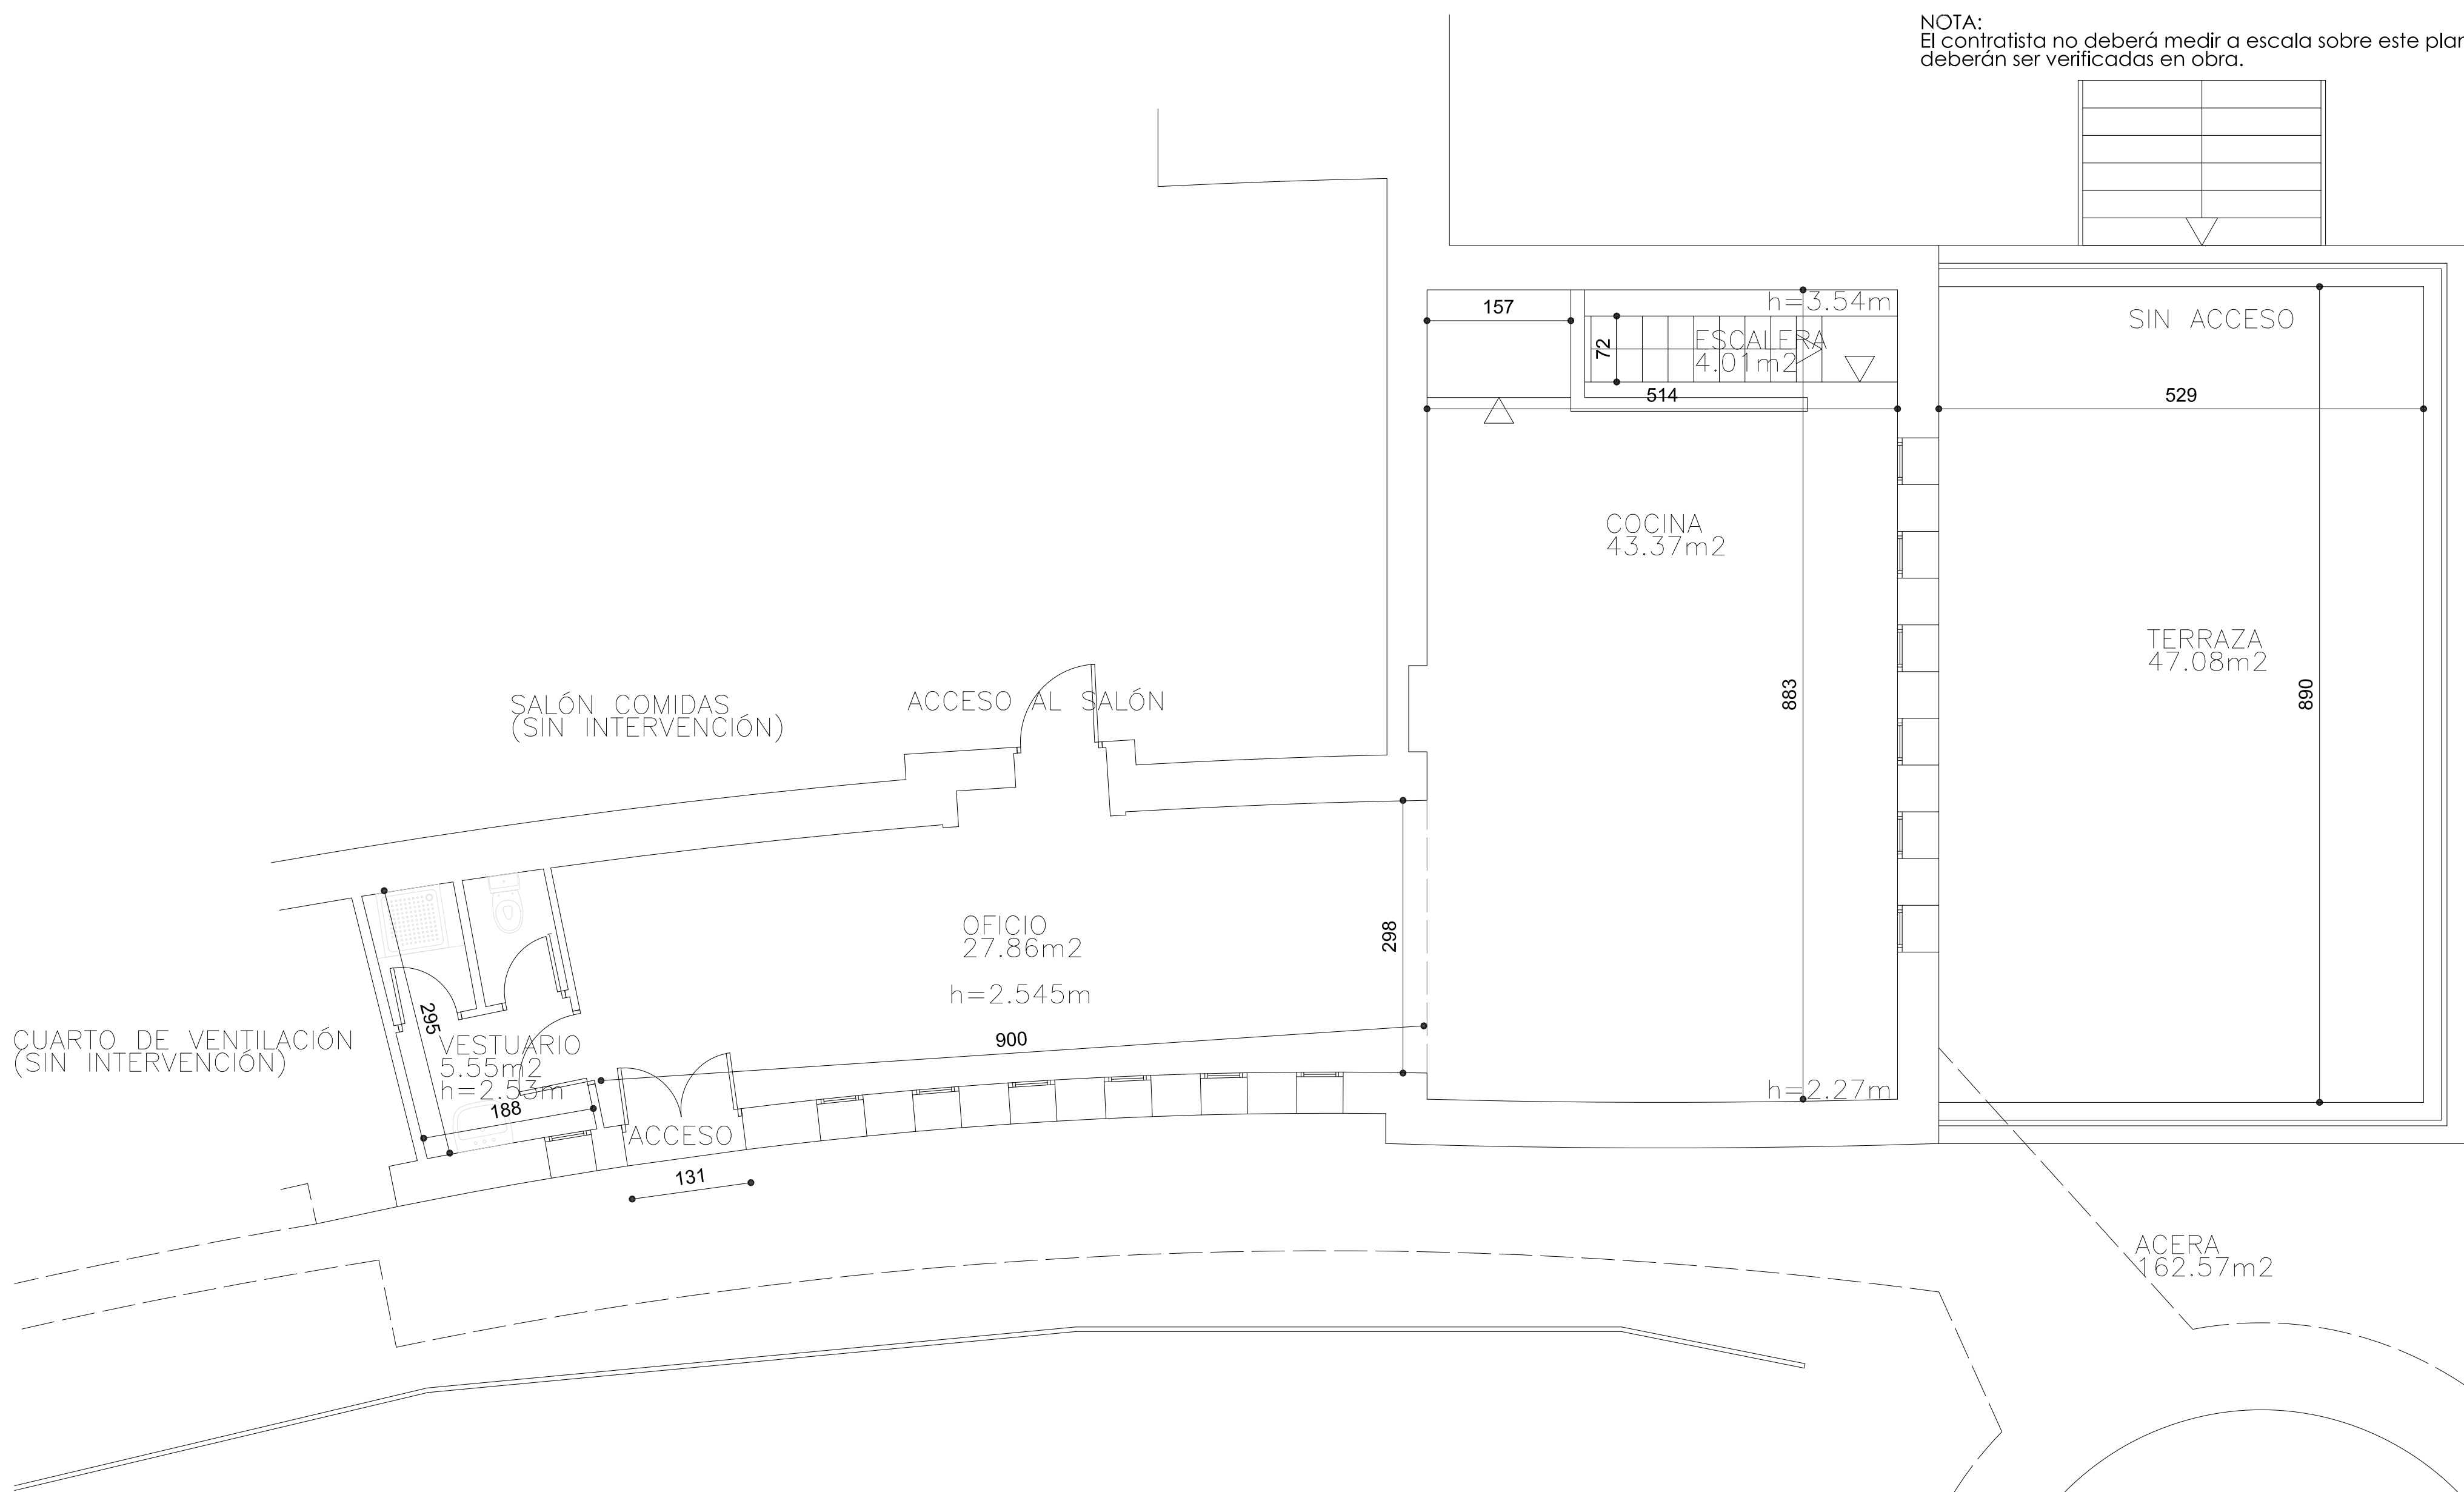 NOTA:
El contratista no deberá medir a escala sobre este plan
deberán ser verificadas en obra.
h=3.54m
157
SIN ACCESO
ESCALERA
4.01m2
72
514
529
COCINA
43.37m2
TERRAZA
47.08m2
883
890
SALÓN COMIDAS
(SIN INTERVENCIÓN)
ACCESO AL SALÓN
OFICIO
27.86m2
298
h=2.545m
295
CUARTO DE VENTILACIÓN
(SIN INTERVENCIÓN)
VESTUARIO
5.55m2
h=2.53m
900
188
h=2.27m
ACCESO
131
ACERA
162.57m2